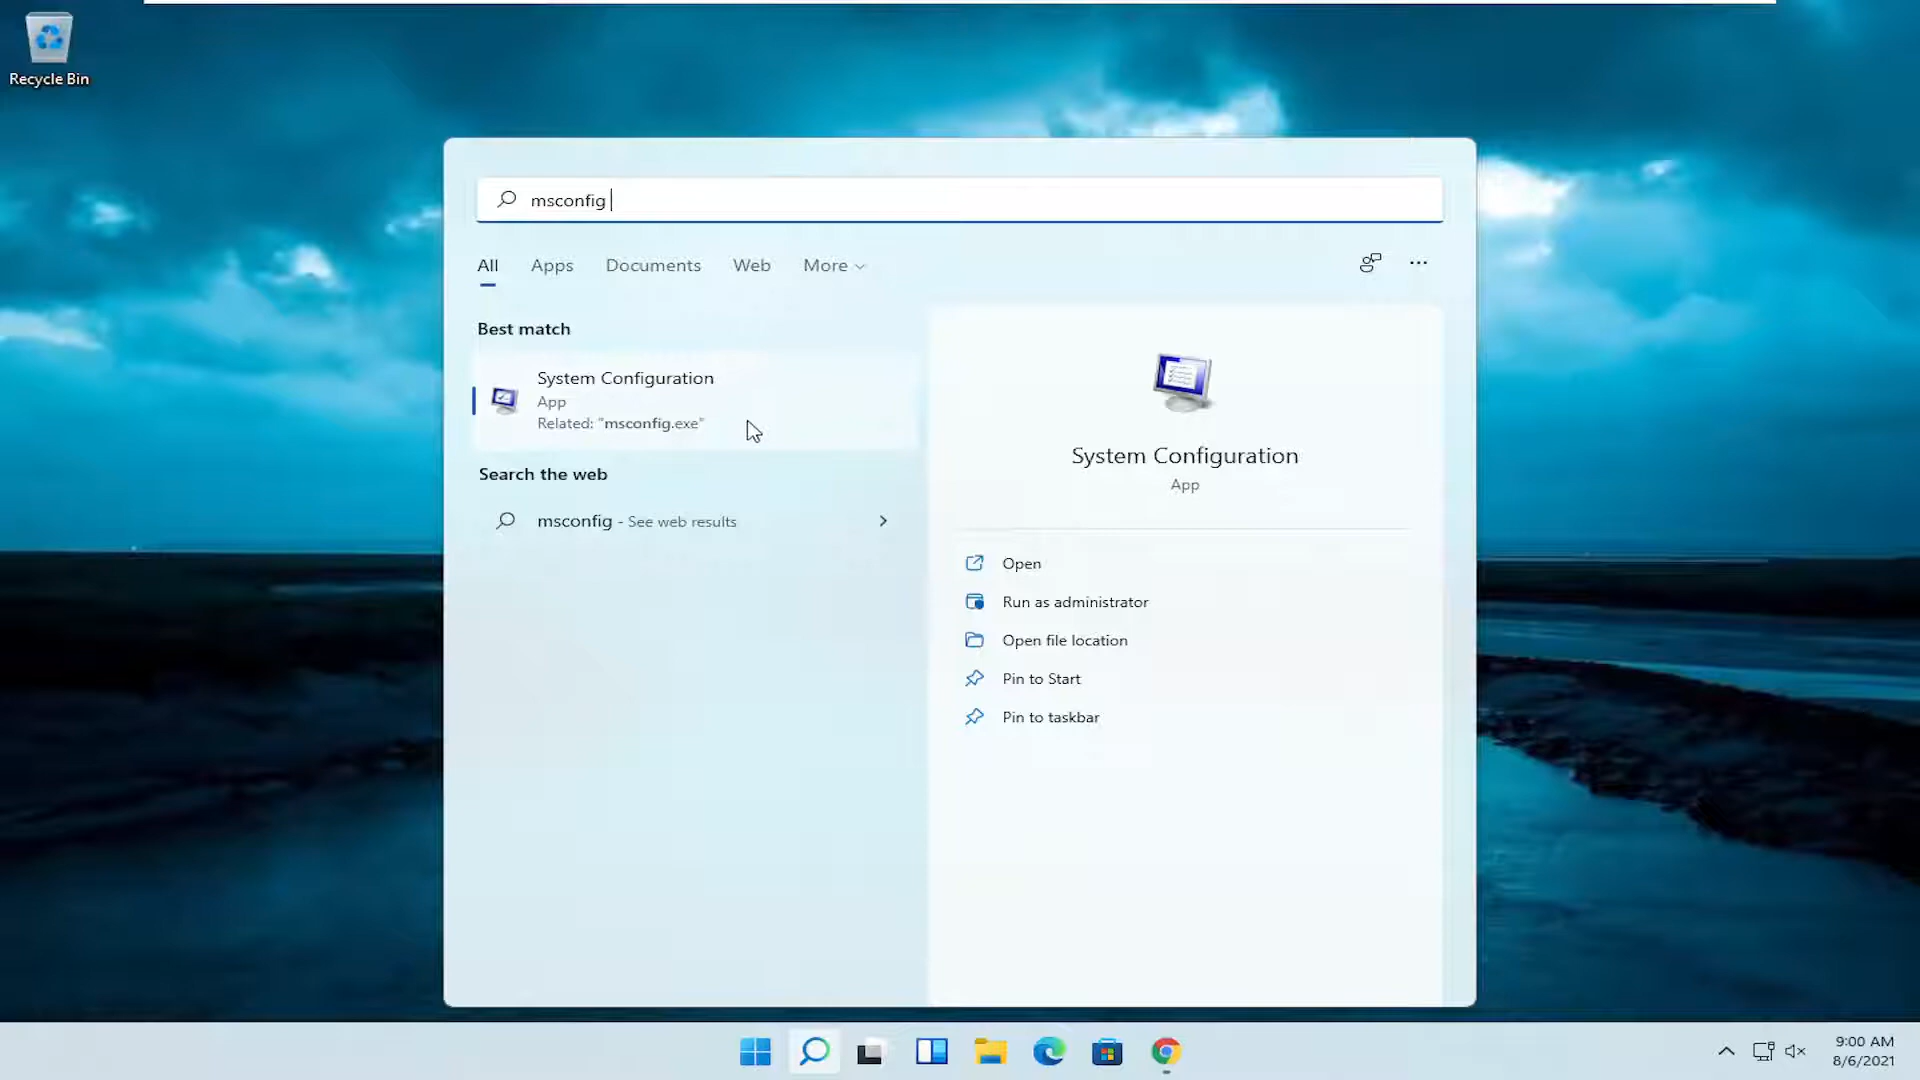 Recycle Bin
msconfig
All Apps Documents Web More
Best match
System Configuration
App
Related: "msconfig.exe"
Search the web
msconfig - See web results
System Configuration
App
Open
Run as administrator
Open file location
Pin to Start
Pin to taskbar
9:00 AM
8/6/2021